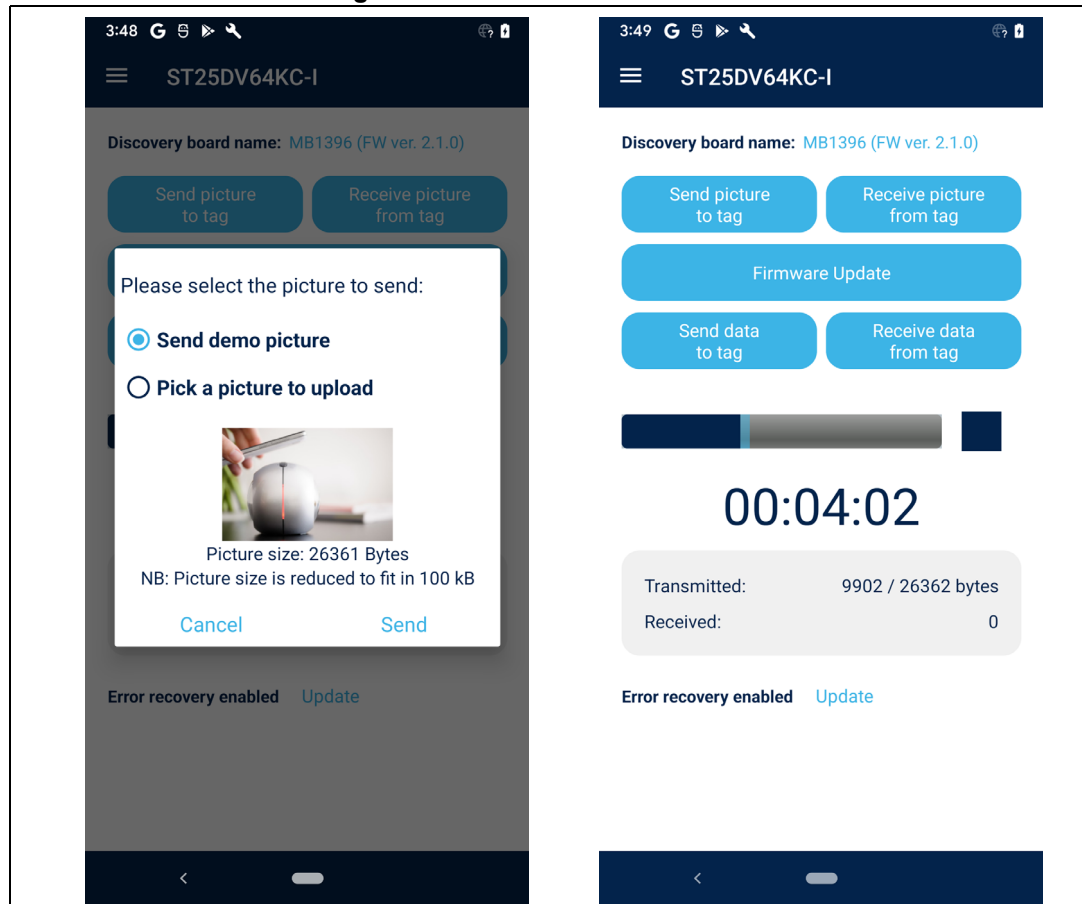 3:48 G
ST25DV64KC-I
Discovery board name: MB1396 (FW ver. 2.1.0)
Send picture
to tag
Receive picture
from tag
Please select the picture to send:
Send demo picture
Pick a picture to upload
Picture size: 26361 Bytes
NB: Picture size is reduced to fit in 100 kB
Cancel
Send
Error recovery enabled Update
3:49 G
ST25DV64KC-I
Discovery board name: MB1396 (FW ver. 2.1.0)
Send picture
to tag
Receive picture
from tag
Firmware Update
Send data
to tag
Receive data
from tag
00:04:02
Transmitted: 9902 / 26362 bytes
Received: 0
Error recovery enabled Update